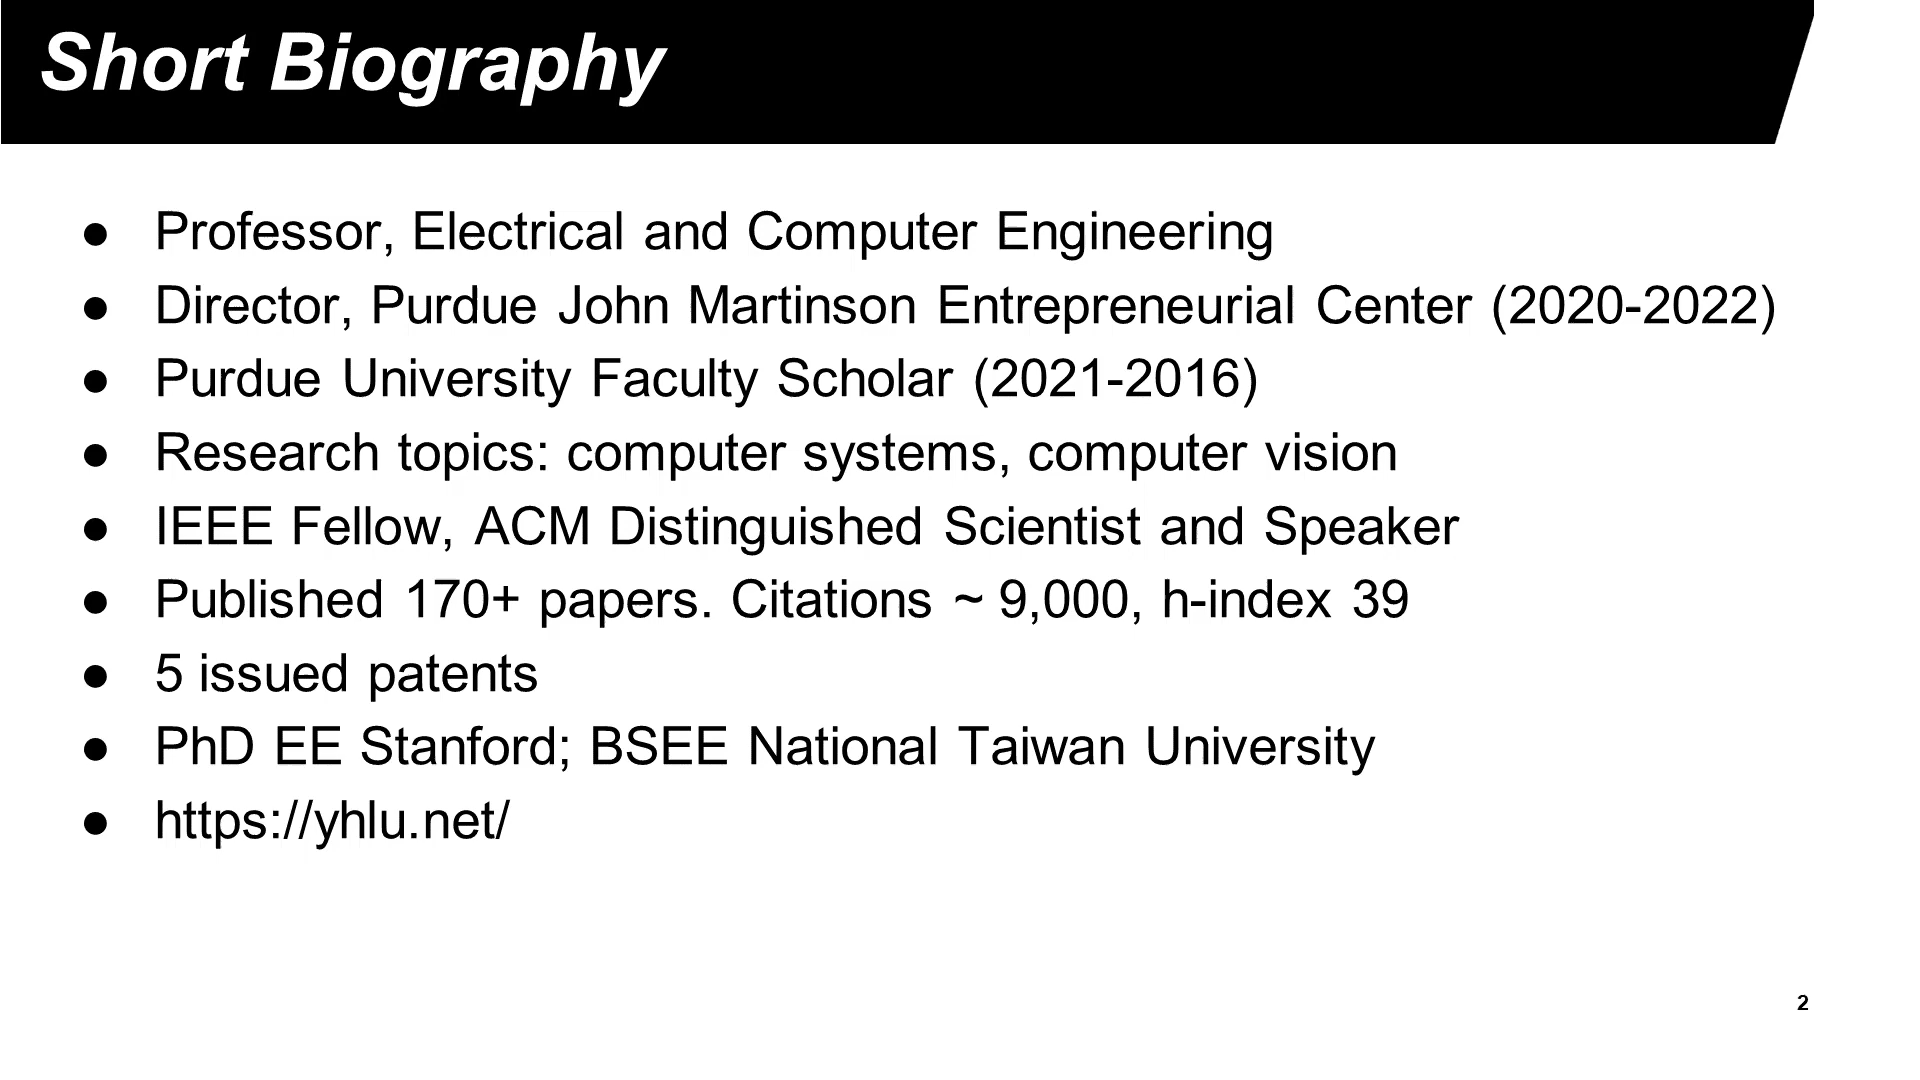 Short Biography
● Professor, Electrical and Computer Engineering
● Director, Purdue John Martinson Entrepreneurial Center (2020-2022)
● Purdue University Faculty Scholar (2021-2016)
● Research topics: computer systems, computer vision
● IEEE Fellow, ACM Distinguished Scientist and Speaker
● Published 170+ papers. Citations ~ 9,000, h-index 39
● 5 issued patents
● PhD EE Stanford; BSEE National Taiwan University
● https://yhlu.net/
2